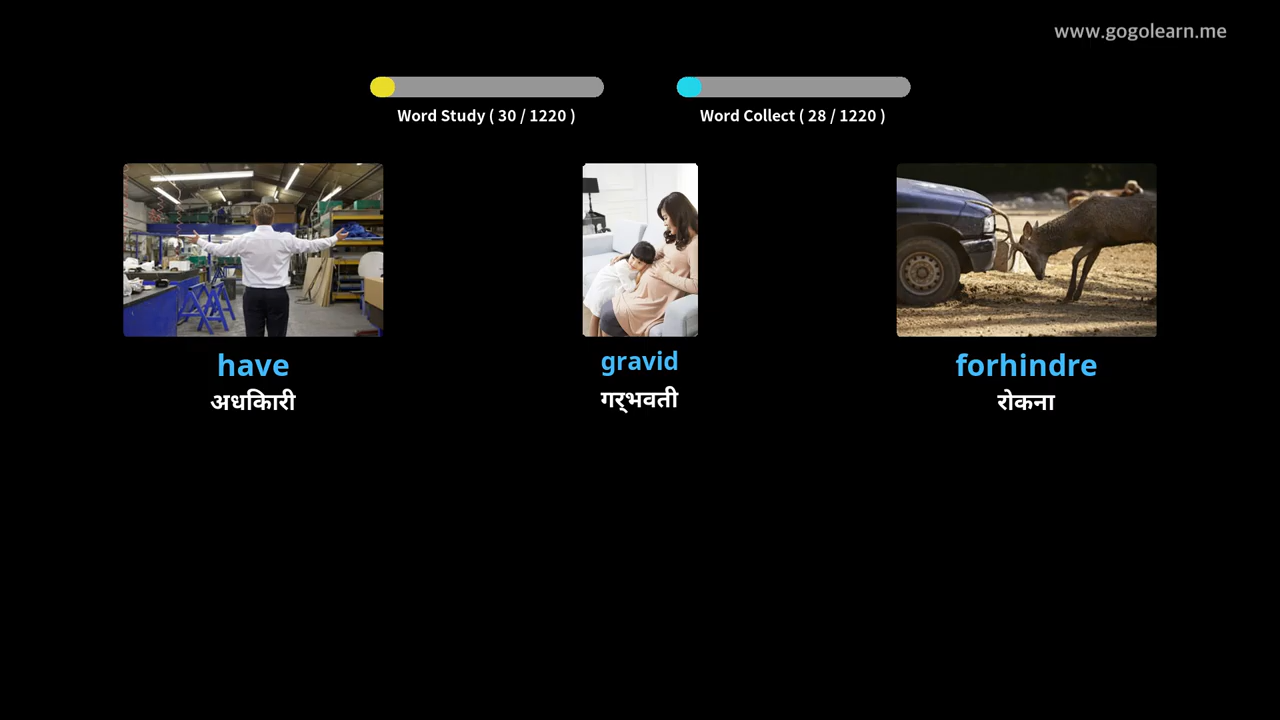 www.gogolearn.me
Word Study ( 30 / 1220 )
Word Collect ( 28 / 1220 )
have
gravid
forhindre
अधिकारी
गर्भवती
रोकना